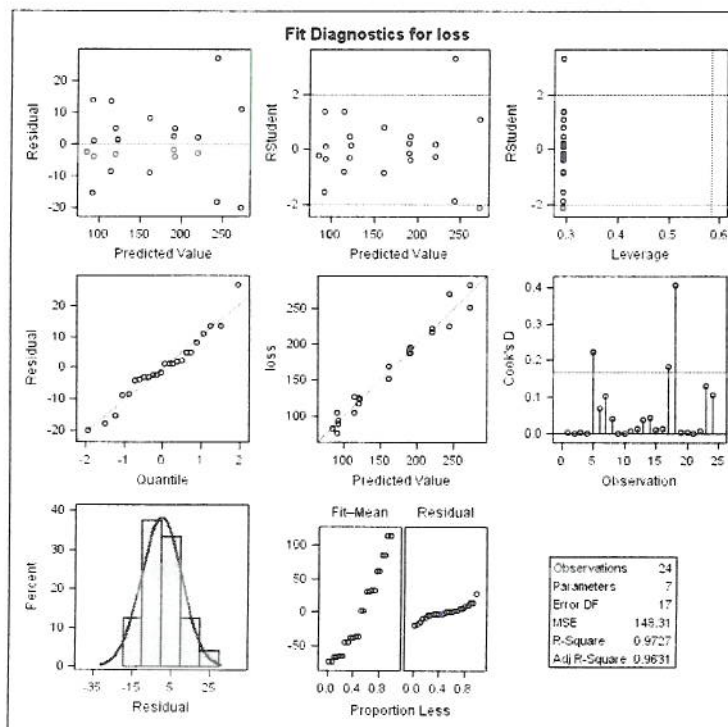 Fit Diagnostics for loss
Residual
20
10
0
-10
-20
100 150 200 250
Predicted Value
RStudent
2
0
-2
100 150 200 250
Predicted Value
RStudent
2
0
-2
0.3 0.4 0.5 0.6
Leverage
Residual
20
10
0
-10
-20
-2 -1 0 1 2
Quantile
loss
250
200
150
100
100 150 200 250
Predicted Value
Cook's D
0.4
0.3
0.2
0.1
0.0
0 5 10 15 20 25
Observation
Percent
40
30
20
10
0
-35 -15 5 25
Residual
Fit–Mean Residual
100
50
0
-50
0.0 0.4 0.8 0.0 0.4 0.8
Proportion Less
Observations 24
Parameters 7
Error DF 17
MSE 149.31
R-Square 0.9727
Adj R-Square 0.9631